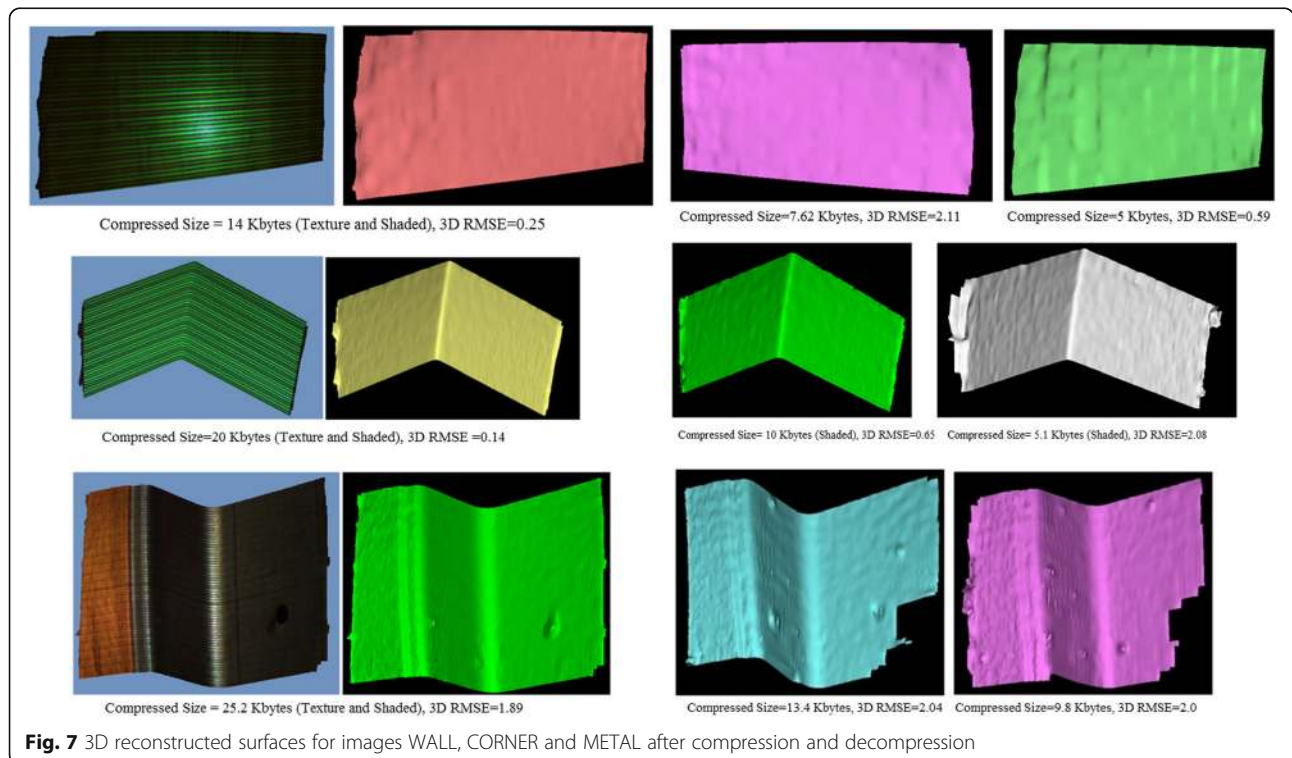 Compressed Size = 14 Kbytes (Texture and Shaded), 3D RMSE=0.25
Compressed Size=7.62 Kbytes, 3D RMSE=2.11
Compressed Size=5 Kbytes, 3D RMSE=0.59
Compressed Size=20 Kbytes (Texture and Shaded), 3D RMSE =0.14
Compressed Size= 10 Kbytes (Shaded), 3D RMSE=0.65
Compressed Size= 5.1 Kbytes (Shaded), 3D RMSE=2.08
Compressed Size = 25.2 Kbytes (Texture and Shaded), 3D RMSE=1.89
Compressed Size=13.4 Kbytes, 3D RMSE=2.04
Compressed Size=9.8 Kbytes, 3D RMSE=2.0
Fig. 7 3D reconstructed surfaces for images WALL, CORNER and METAL after compression and decompression